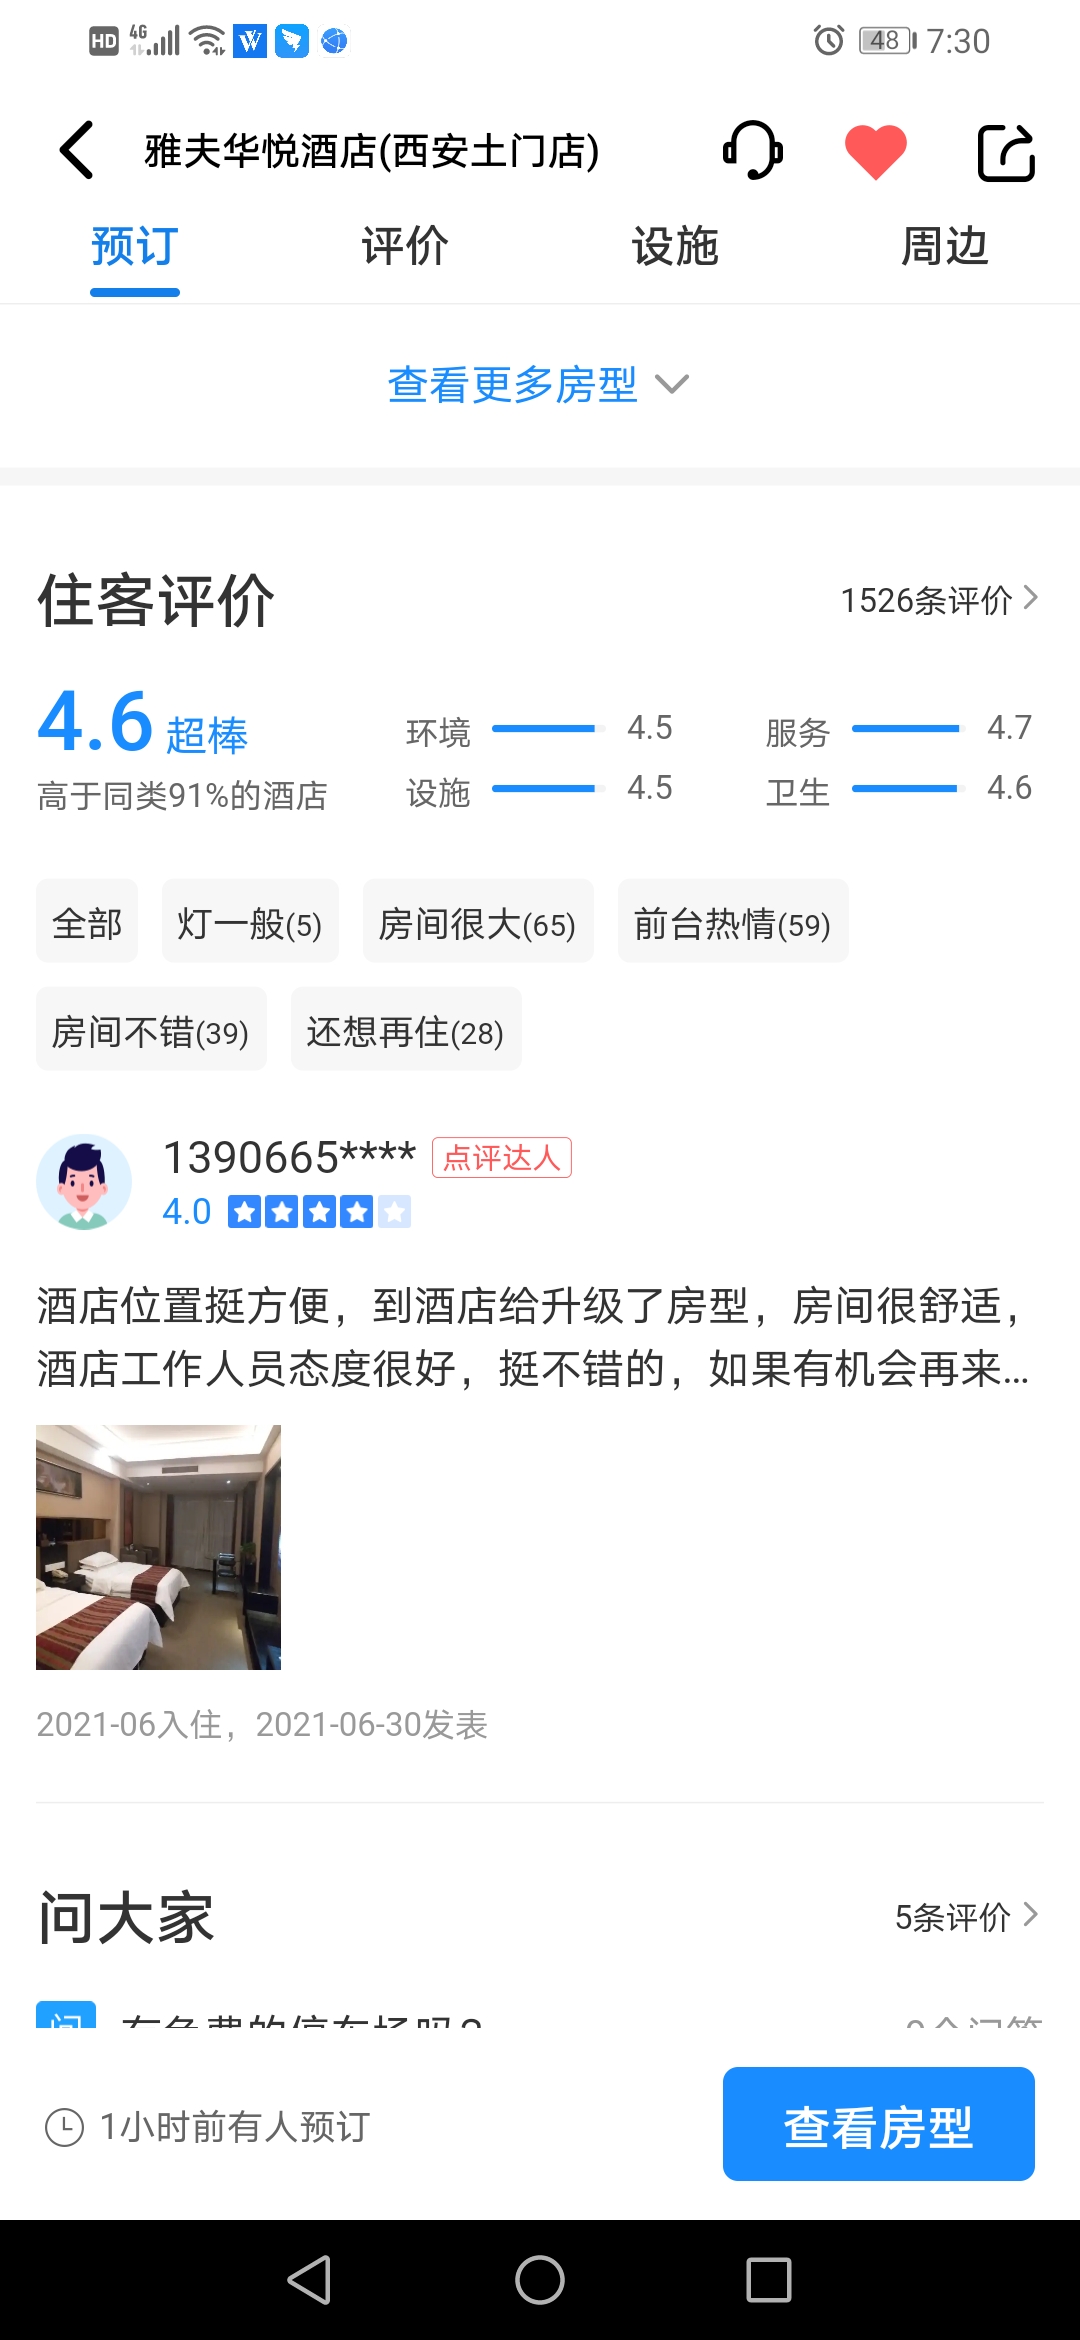 HD 4G 48 7:30
雅夫华悦酒店(西安土门店)
预订 评价 设施 周边
查看更多房型
住客评价 1526条评价
4.6 超棒 环境 4.5 服务 4.7
高于同类91%的酒店 设施 4.5 卫生 4.6
全部 灯一般(5) 房间很大(65) 前台热情(59)
房间不错(39) 还想再住(28)
1390665**** 点评达人
4.0
酒店位置挺方便，到酒店给升级了房型，房间很舒适，
酒店工作人员态度很好，挺不错的，如果有机会再来...
2021-06入住，2021-06-30发表
问大家 5条评价
问 有免费的停车场吗？
1小时前有人预订 查看房型